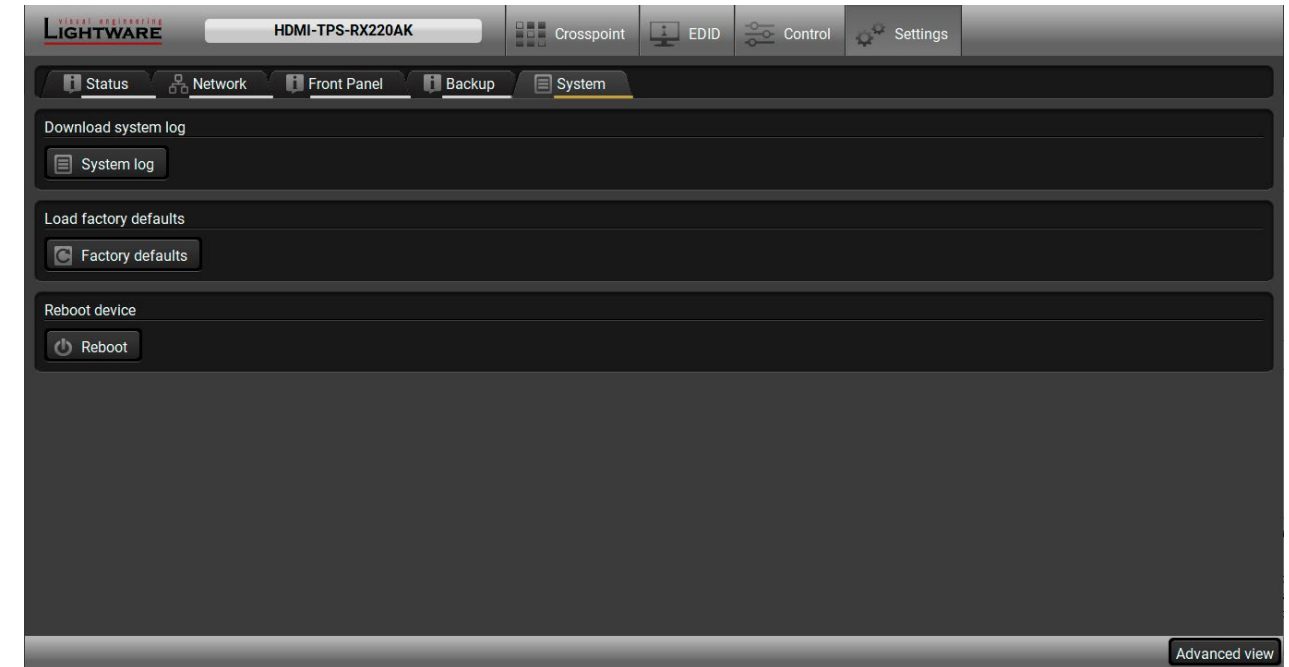 visual engineering
LIGHTWARE
HDMI-TPS-RX220AK
Crosspoint
EDID
Control
Settings
Status
Network
Front Panel
Backup
System
Download system log
System log
Load factory defaults
Factory defaults
Reboot device
Reboot
Advanced view